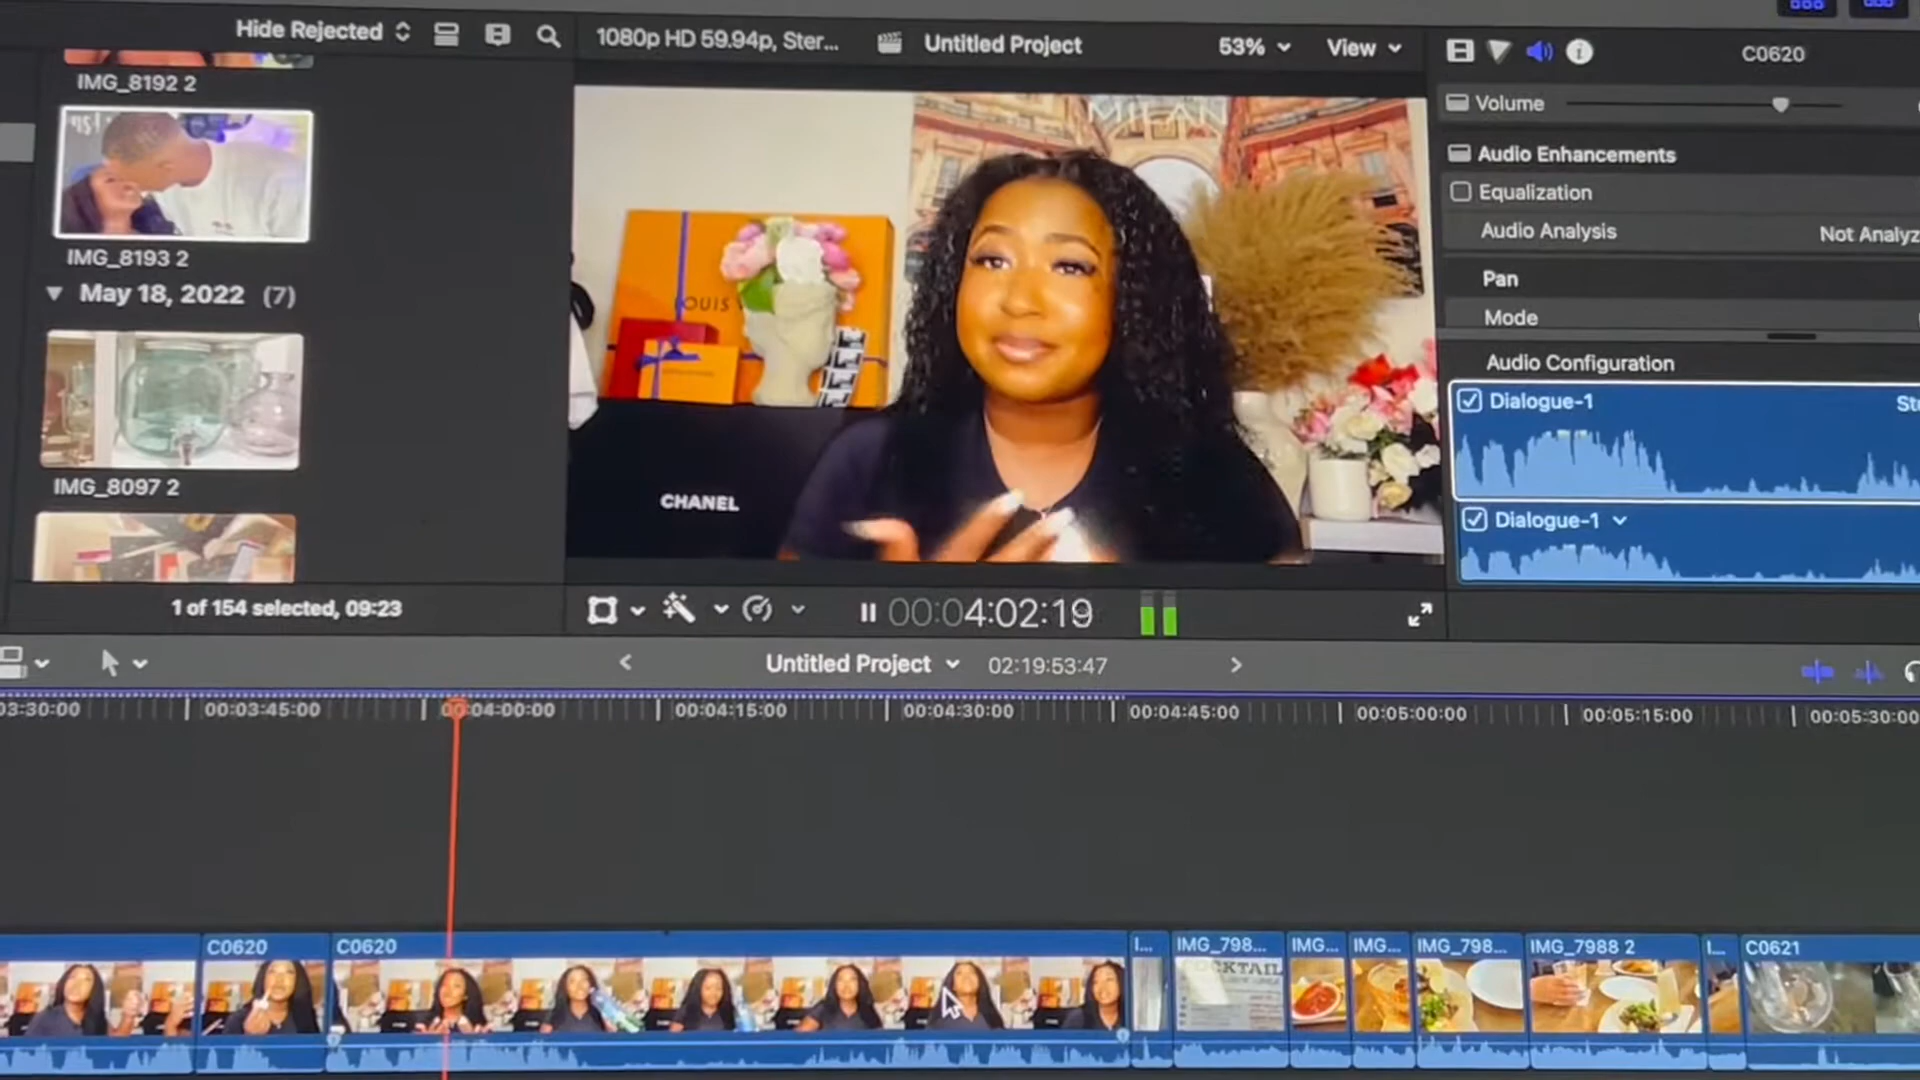 Hide Rejected
1080p HD 59.94p, Ster...
Untitled Project
53%
View
C0620
IMG_8192 2
IMG_8193 2
May 18, 2022 (7)
IMG_8097 2
1 of 154 selected, 09:23
MILAN
LOUIS V
CHANEL
Volume
Audio Enhancements
Equalization
Audio Analysis
Not Analyz
Pan
Mode
Audio Configuration
Dialogue-1
Dialogue-1
00:04:02:19
Untitled Project
02:19:53:47
03:30:00
00:03:45:00
00:04:00:00
00:04:15:00
00:04:30:00
00:04:45:00
00:05:00:00
00:05:15:00
00:05:30:00
C0620
C0620
I...
IMG_798...
IMG...
IMG...
IMG_798...
IMG_7988 2
I...
C0621
OCKTAIL